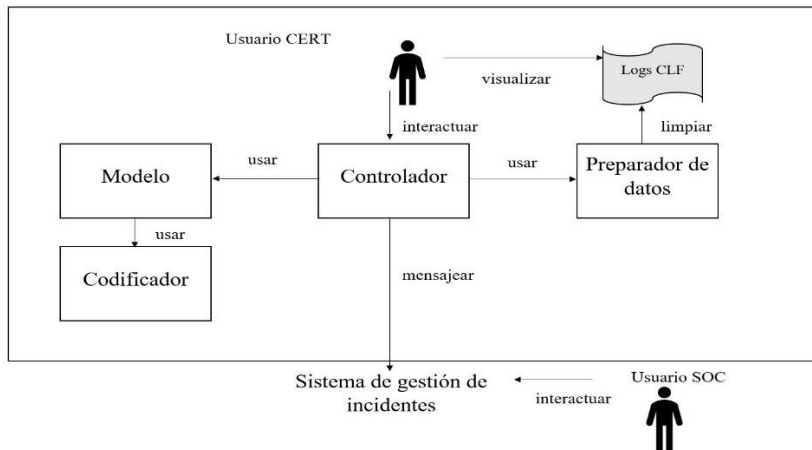 Usuario CERT
Logs CLF
visualizar
interactuar
limpiar
Modelo
usar
Controlador
usar
Preparador de
datos
usar
Codificador
mensajear
Sistema de gestión de
incidentes
interactuar
Usuario SOC